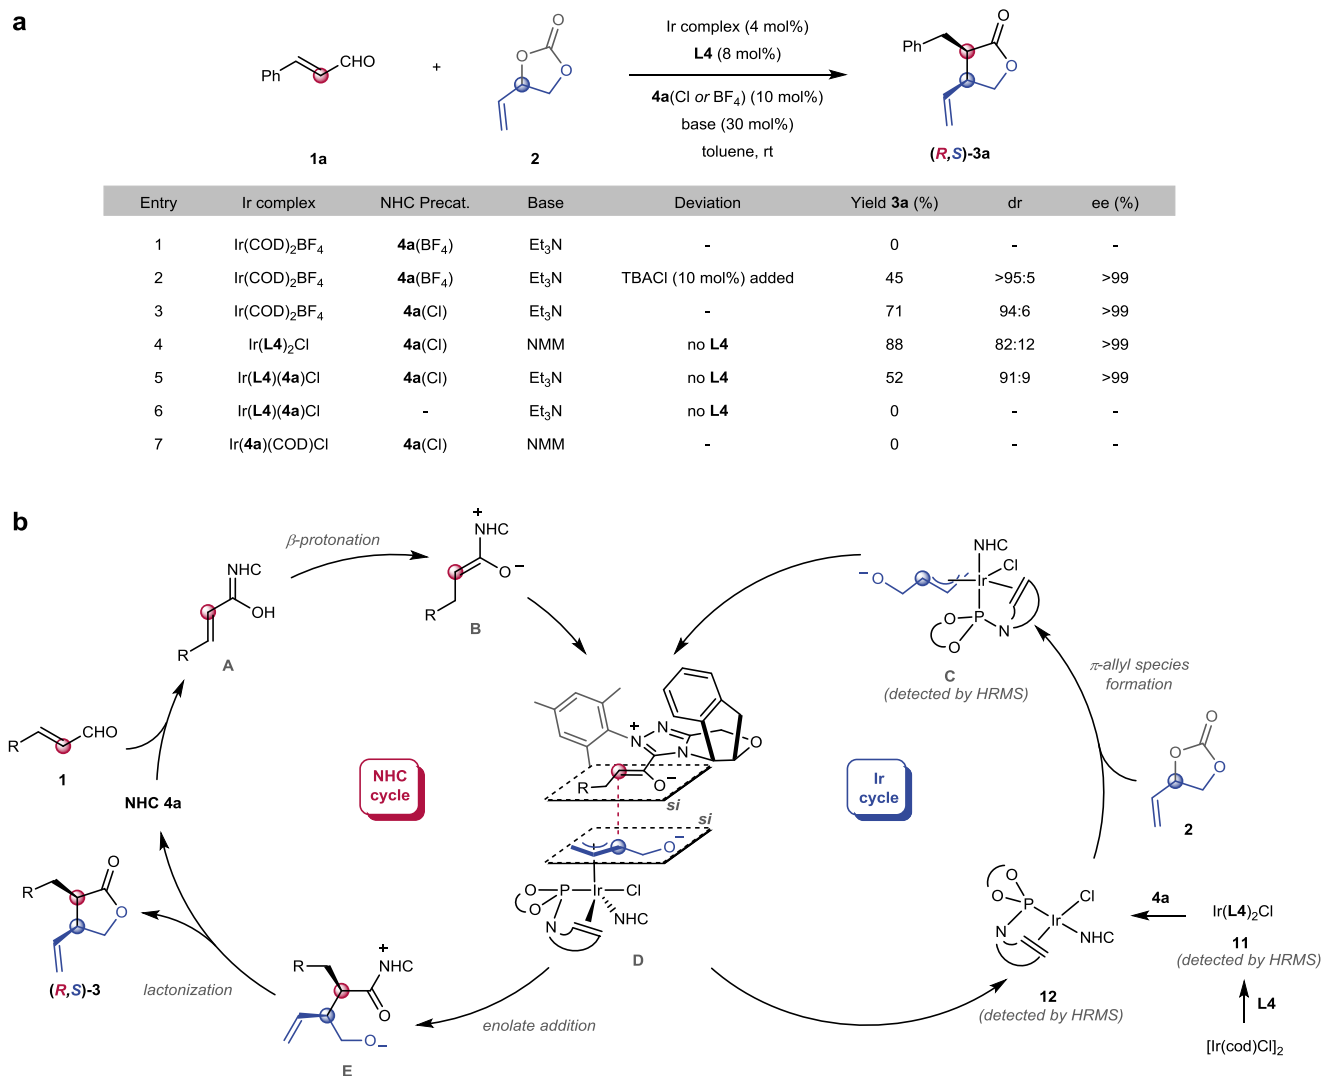 a
Ph
CHO
1a
+
O
O
O
2
Ir complex (4 mol%)
L4 (8 mol%)
4a(Cl or BF4) (10 mol%)
base (30 mol%)
toluene, rt
Ph
O
O
(R,S)-3a
Entry Ir complex NHC Precat. Base Deviation Yield 3a (%) dr ee (%)
1 Ir(COD)2BF4 4a(BF4) Et3N - 0 - -
2 Ir(COD)2BF4 4a(BF4) Et3N TBACl (10 mol%) added 45 >95:5 >99
3 Ir(COD)2BF4 4a(Cl) Et3N - 71 94:6 >99
4 Ir(L4)2Cl 4a(Cl) NMM no L4 88 82:12 >99
5 Ir(L4)(4a)Cl 4a(Cl) Et3N no L4 52 91:9 >99
6 Ir(L4)(4a)Cl - Et3N no L4 0 - -
7 Ir(4a)(COD)Cl 4a(Cl) NMM - 0 - -
b
NHC
OH
R
A
β-protonation
+
NHC
O−
R
B
NHC
Cl
Ir
−O
O
P
N
O
C
(detected by HRMS)
π-allyl species
formation
R
CHO
1
NHC 4a
NHC
cycle
+
N
N
N
O
R
O−
si
si
O−
O
P
Ir
Cl
O
N
NHC
D
Ir
cycle
O
O
O
2
R
O
O
(R,S)-3
lactonization
R
+
NHC
O
O−
E
enolate addition
O
O
P
Cl
N
Ir
NHC
12
(detected by HRMS)
4a
Ir(L4)2Cl
11
(detected by HRMS)
L4
[Ir(cod)Cl]2